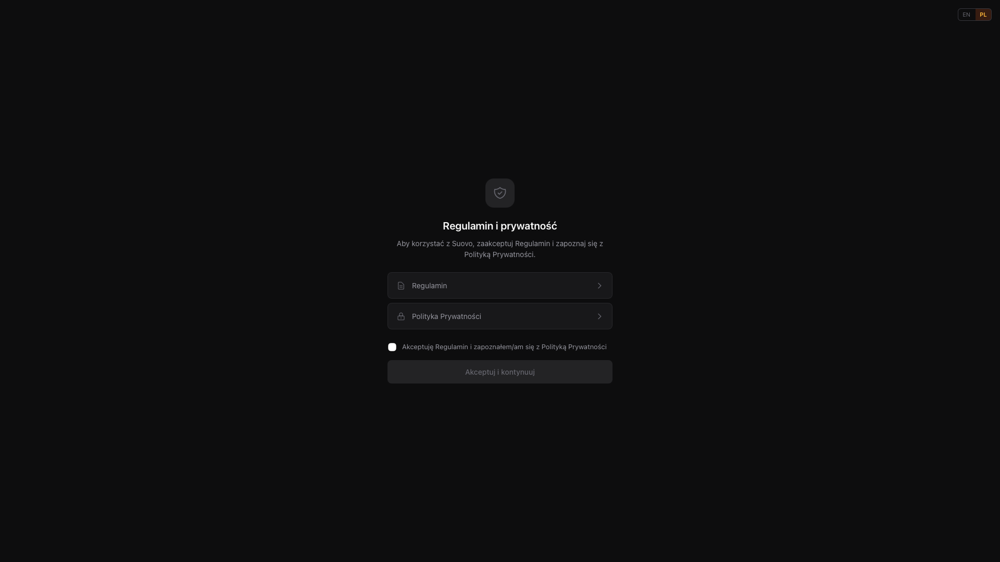 EN PL
Regulamin i prywatność
Aby korzystać z Suovo, zaakceptuj Regulamin i zapoznaj się z
Polityką Prywatności.
Regulamin
Polityka Prywatności
Akceptuję Regulamin i zapoznałem/am się z Polityką Prywatności
Akceptuj i kontynuuj